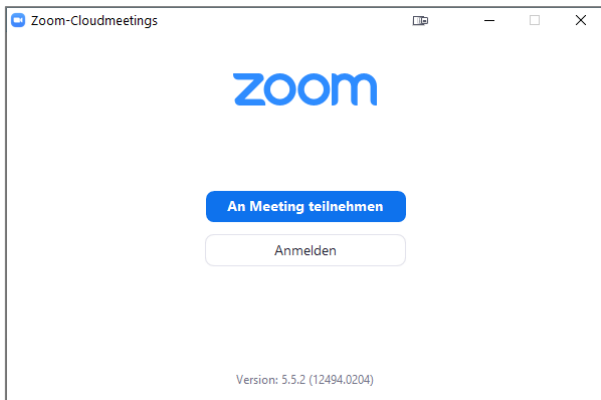 Zoom-Cloudmeetings
zoom
An Meeting teilnehmen
Anmelden
Version: 5.5.2 (12494.0204)